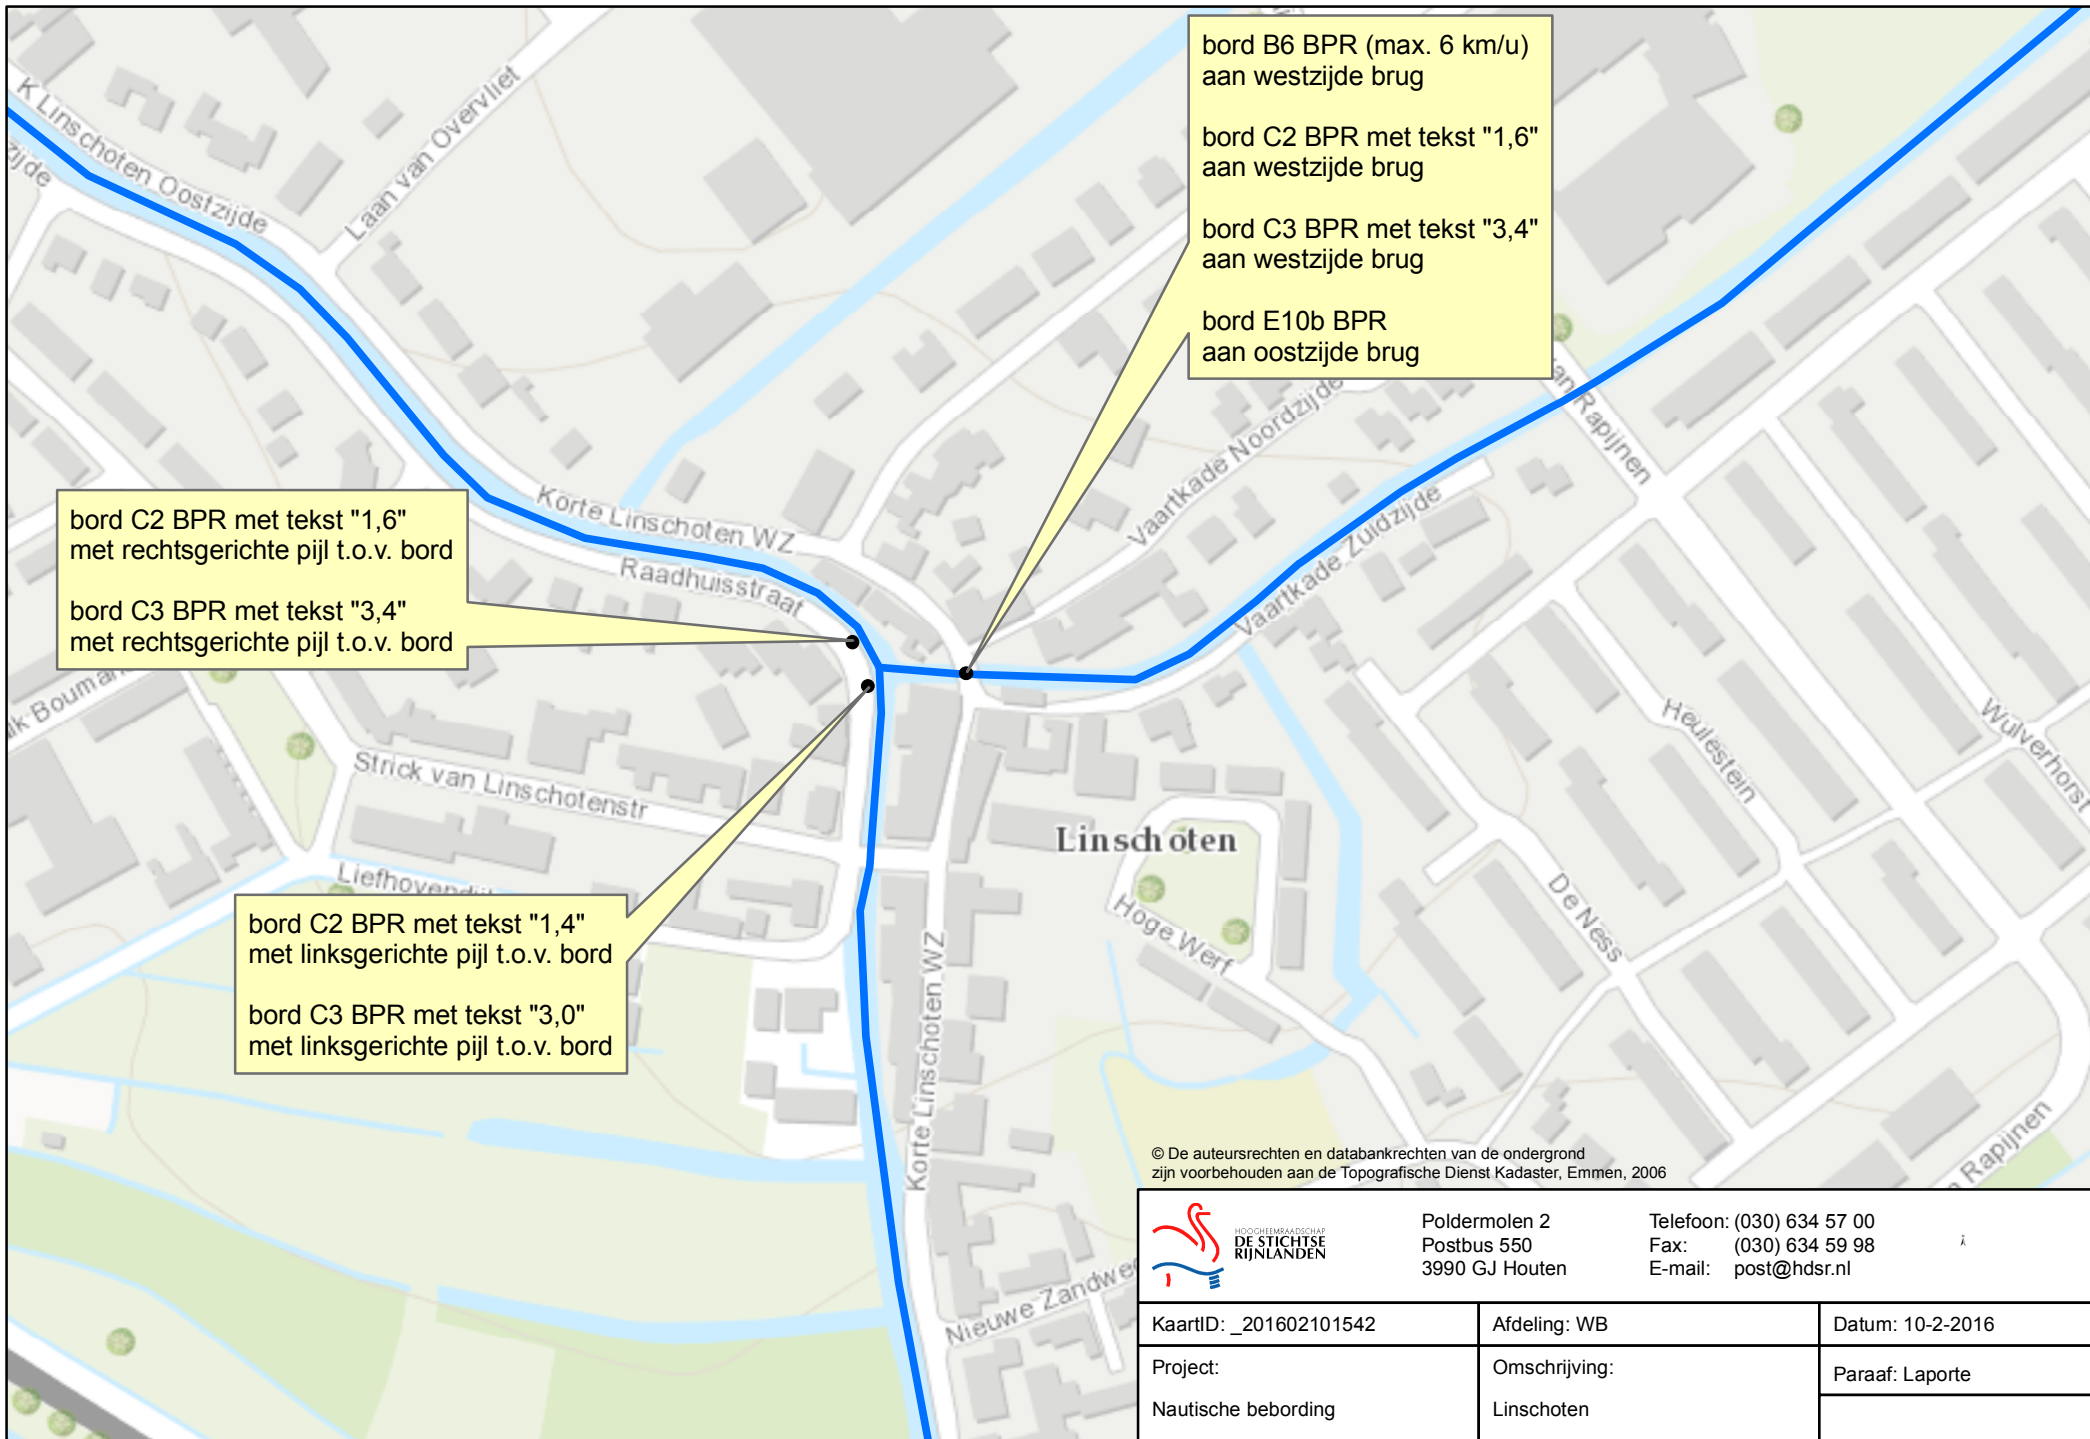 bord B6 BPR (max. 6 km/u)
aan westzijde brug
bord C2 BPR met tekst "1,6"
aan westzijde brug
bord C3 BPR met tekst "3,4"
aan westzijde brug
bord E10b BPR
aan oostzijde brug
K Linschoten Oostzijde
zijde
Laan van Overvliet
bord C2 BPR met tekst "1,6"
met rechtsgerichte pijl t.o.v. bord
bord C3 BPR met tekst "3,4"
met rechtsgerichte pijl t.o.v. bord
Korte Linschoten WZ
Raadhuisstraat
Vaartkade Noordzijde
Vaartkade Zuidzijde
an Rapijnen
Strick van Linschotenstr
Linschoten
Hoge Werf
De Ness
Heulestein
Wulverhorst
bord C2 BPR met tekst "1,4"
met linksgerichte pijl t.o.v. bord
bord C3 BPR met tekst "3,0"
met linksgerichte pijl t.o.v. bord
Korte Linschoten WZ
Rapijnen
© De auteursrechten en databankrechten van de ondergrond
zijn voorbehouden aan de Topografische Dienst Kadaster, Emmen, 2006
HOOGHEEMRAADSCHAP
DE STICHTSE
RIJNLANDEN
Poldermolen 2
Postbus 550
3990 GJ Houten
Telefoon: (030) 634 57 00
Fax: (030) 634 59 98
E-mail: post@hdsr.nl
Nieuwe Zandwe
KaartID: _201602101542
Afdeling: WB
Datum: 10-2-2016
Project:
Nautische bebording
Omschrijving:
Linschoten
Paraaf: Laporte